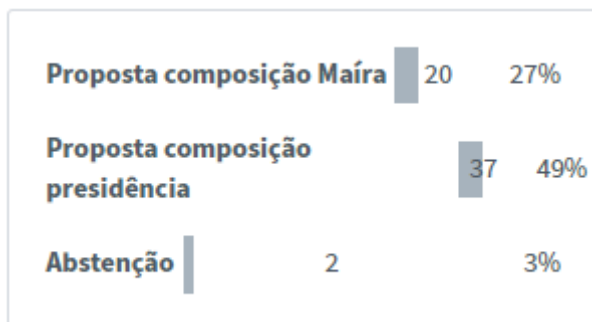 Proposta composição Maíra 20 27%
Proposta composição
presidência 37 49%
Abstenção 2 3%